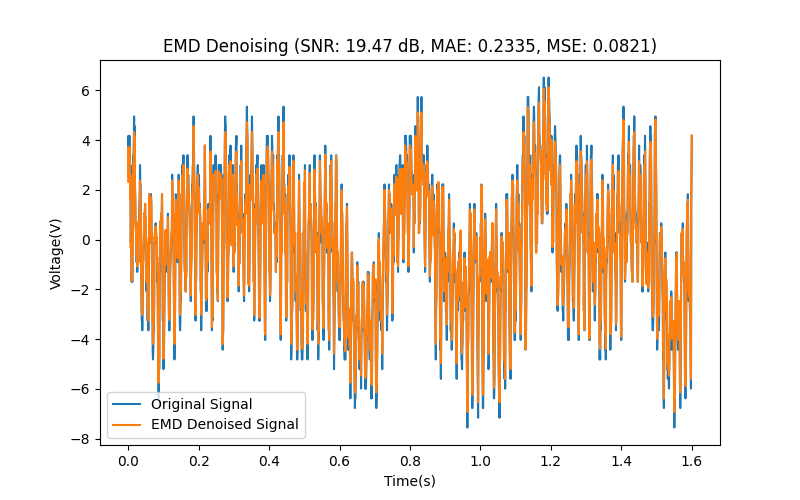 EMD Denoising (SNR: 19.47 dB, MAE: 0.2335, MSE: 0.0821)
6
4
2
0
−2
−4
−6
−8
Voltage(V)
Original Signal
EMD Denoised Signal
0.0 0.2 0.4 0.6 0.8 1.0 1.2 1.4 1.6
Time(s)